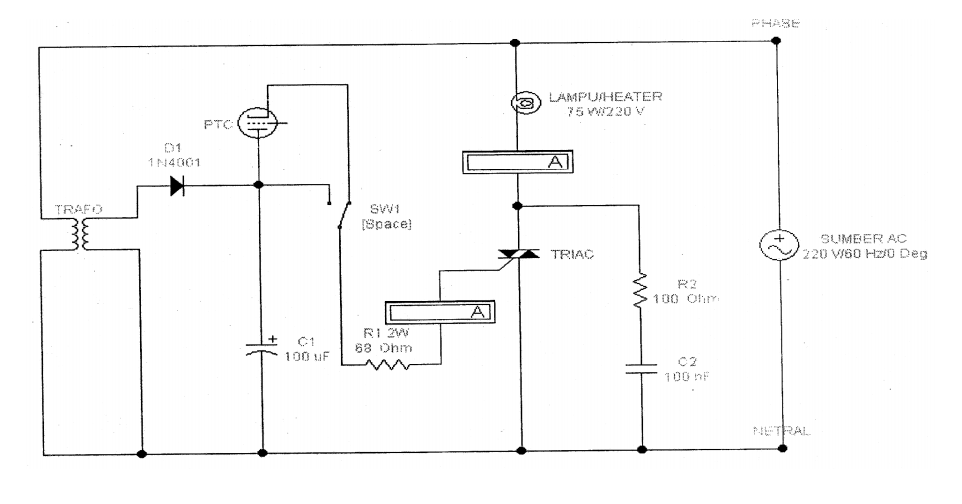 PHASE
LAMPU/HEATER
75 W/220 V
A
PTC
D1
1N4001
TRAFO
SW1
[Space]
TRIAC
SUMBER AC
220 V/60 Hz/0 Deg
R2
100 Ohm
A
R1 2W
68 Ohm
C1
100 uF
C2
100 nF
NETRAL